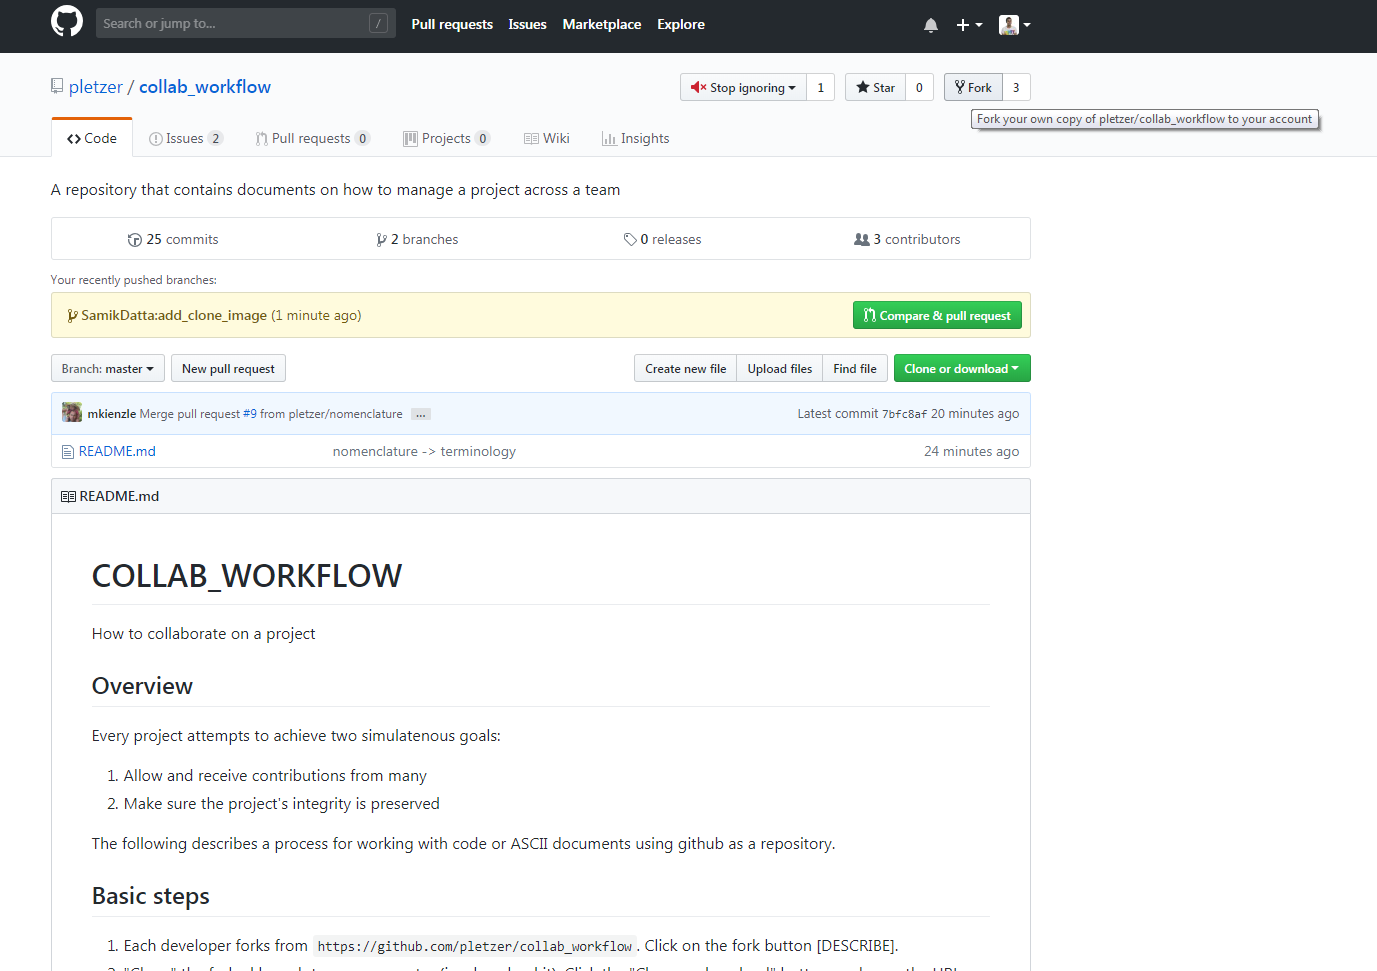 Search or jump to... / Pull requests Issues Marketplace Explore
pletzer / collab_workflow Stop ignoring 1 Star 0 Fork 3
Fork your own copy of pletzer/collab_workflow to your account
Code Issues 2 Pull requests 0 Projects 0 Wiki Insights
A repository that contains documents on how to manage a project across a team
25 commits 2 branches 0 releases 3 contributors
Your recently pushed branches:
SamikDatta:add_clone_image (1 minute ago) Compare & pull request
Branch: master New pull request Create new file Upload files Find file Clone or download
mkienzle Merge pull request #9 from pletzer/nomenclature ... Latest commit 7bfc8af 20 minutes ago
README.md nomenclature -> terminology 24 minutes ago
README.md
COLLAB_WORKFLOW
How to collaborate on a project
Overview
Every project attempts to achieve two simulatenous goals:
1. Allow and receive contributions from many
2. Make sure the project's integrity is preserved
The following describes a process for working with code or ASCII documents using github as a repository.
Basic steps
1. Each developer forks from https://github.com/pletzer/collab_workflow. Click on the fork button [DESCRIBE].